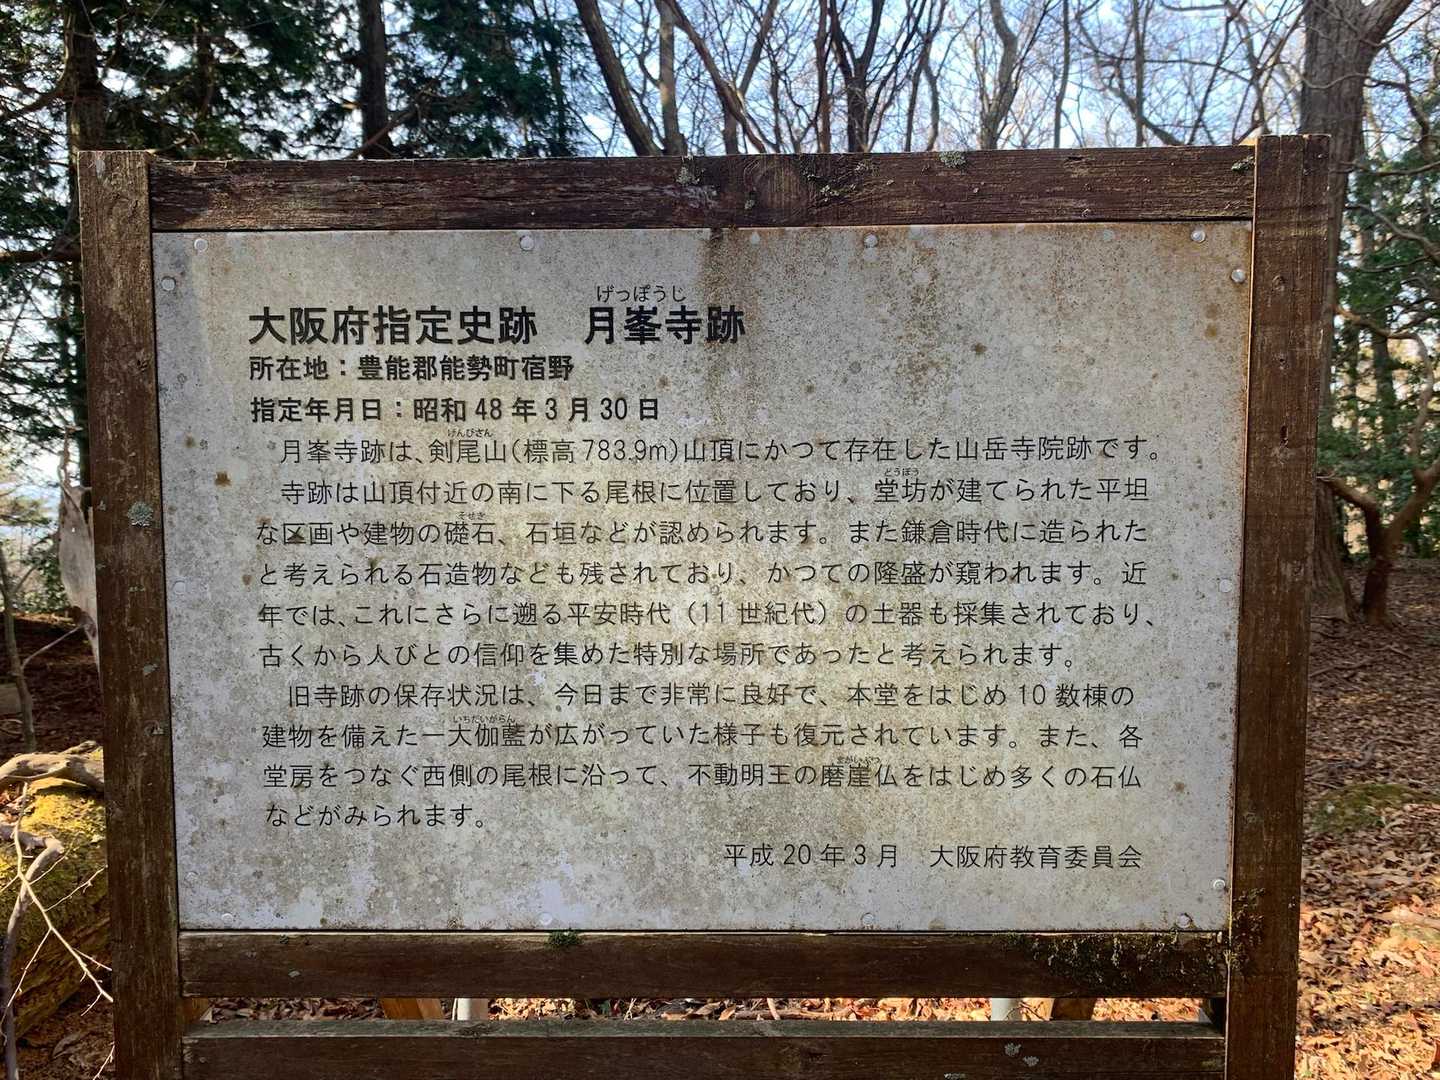 げっぽうじ
大阪府指定史跡　月峯寺跡
所在地：豊能郡能勢町宿野
指定年月日：昭和48年3月30日
けんびさん
月峯寺跡は、剣尾山（標高783.9m）山頂にかつて存在した山岳寺院跡です。
どうぼう
寺跡は山頂付近の南に下る尾根に位置しており、堂坊が建てられた平坦
そせき
な区画や建物の礎石、石垣などが認められます。また鎌倉時代に造られた
と考えられる石造物なども残されており、かつての隆盛が窺われます。近
年では、これにさらに遡る平安時代（11世紀代）の土器も採集されており、
古くから人びとの信仰を集めた特別な場所であったと考えられます。
旧寺跡の保存状況は、今日まで非常に良好で、本堂をはじめ10数棟の
いちだいがらん
建物を備えた一大伽藍が広がっていた様子も復元されています。また、各
まがいぶつ
堂房をつなぐ西側の尾根に沿って、不動明王の磨崖仏をはじめ多くの石仏
などがみられます。
平成20年3月　大阪府教育委員会